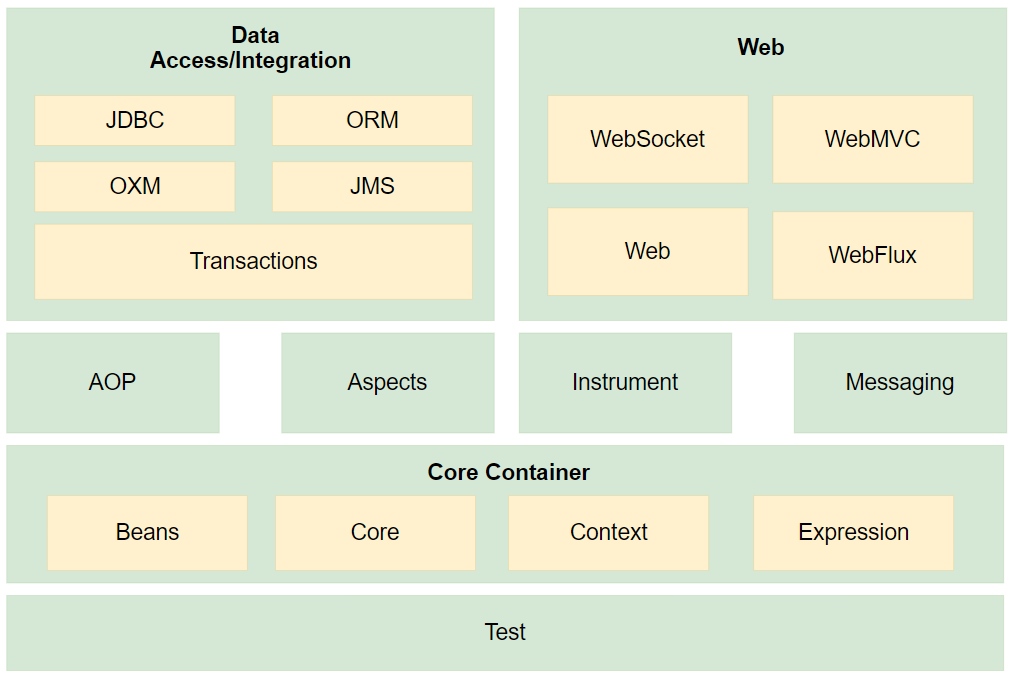 Data
Access/Integration
JDBC
ORM
OXM
JMS
Transactions
Web
WebSocket
WebMVC
Web
WebFlux
AOP
Aspects
Instrument
Messaging
Core Container
Beans
Core
Context
Expression
Test